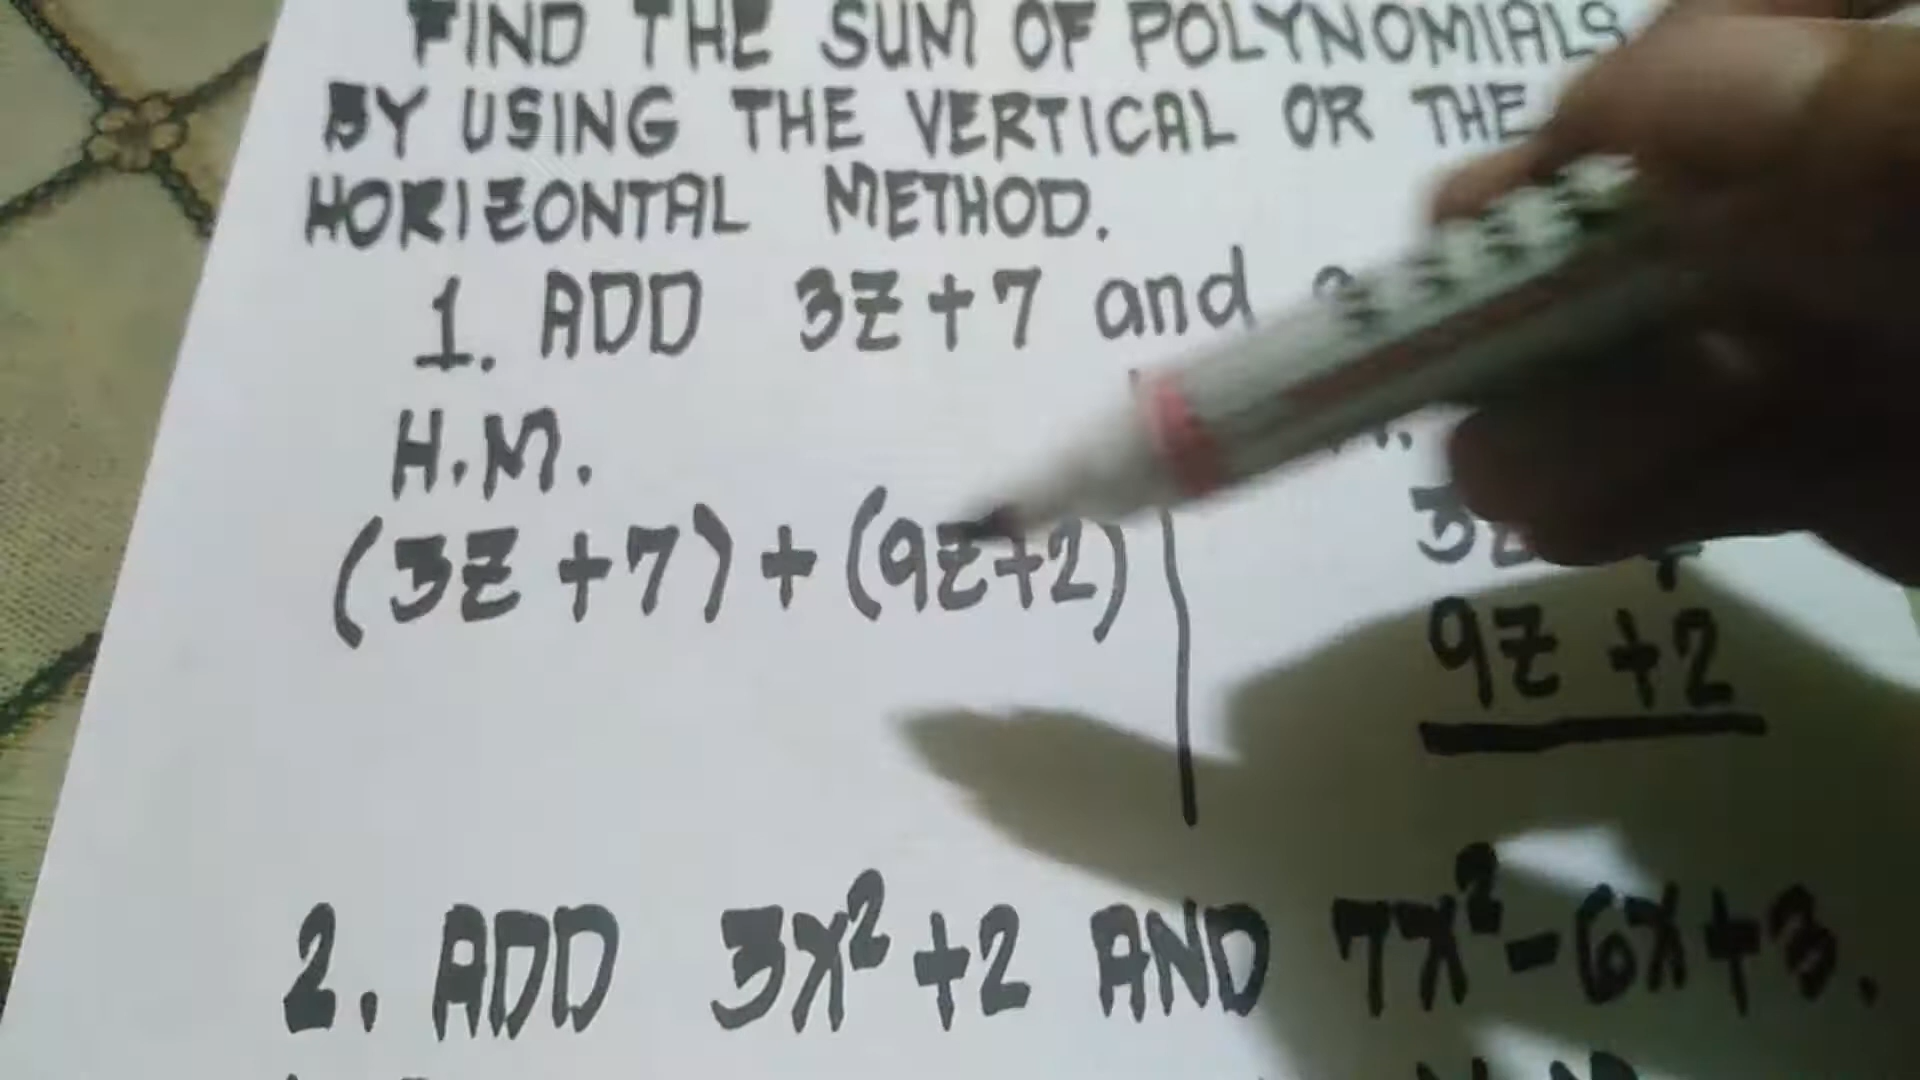 FIND THE SUM OF POLYNOMIALS
BY USING THE VERTICAL OR THE
HORIZONTAL METHOD.
1. ADD 3Z+7 and
H.M.
(3Z+7)+(9Z+2)
9Z +2
2. ADD 3x²+2 AND 7x²-6x+3.